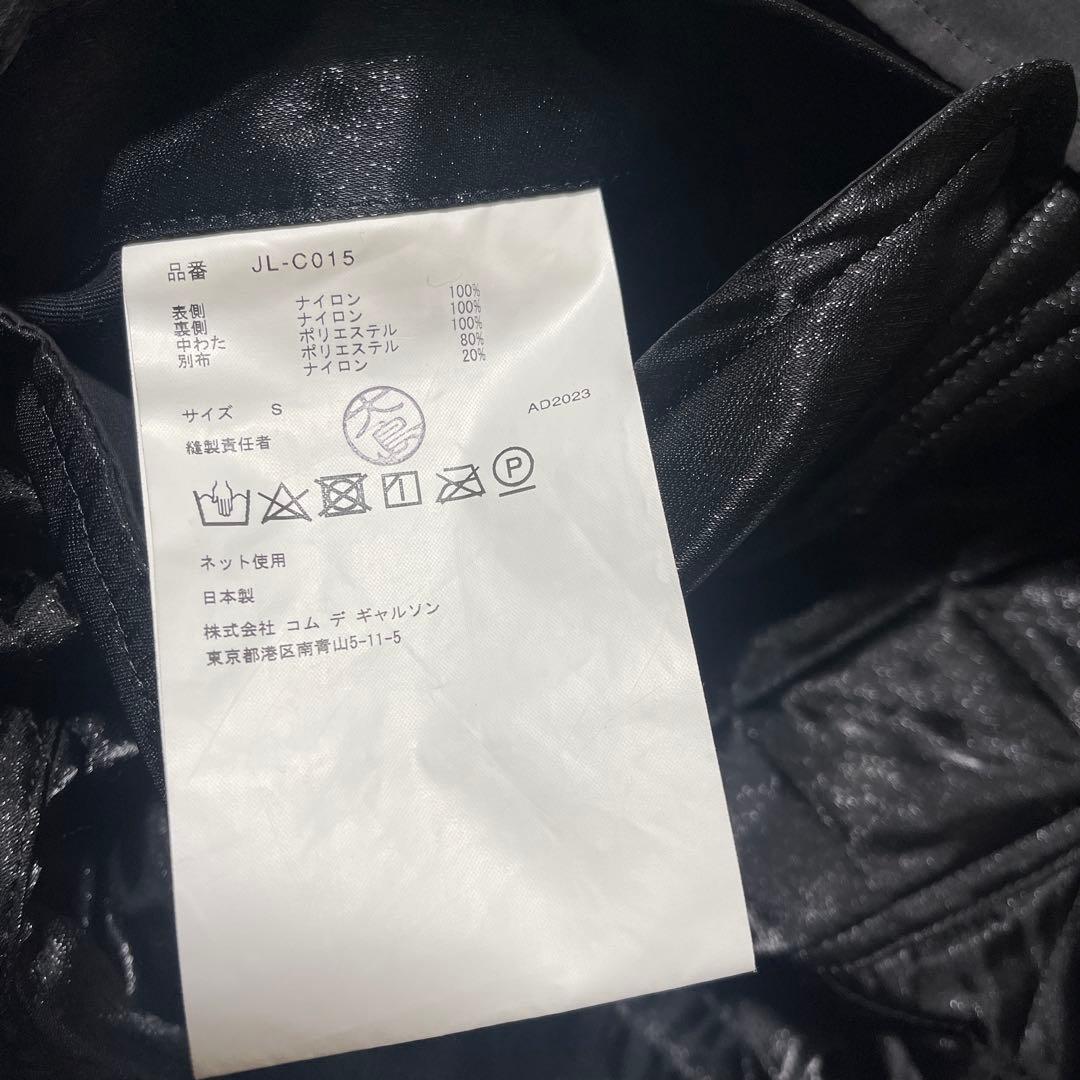 品番 JL-C015
表側 ナイロン 100%
裏側 ナイロン 100%
中わた ポリエステル 100%
別布 ポリエステル 80%
ナイロン 20%
サイズ S
AD2023
縫製責任者
大島
P
ネット使用
日本製
株式会社 コム デ ギャルソン
東京都港区南青山5-11-5